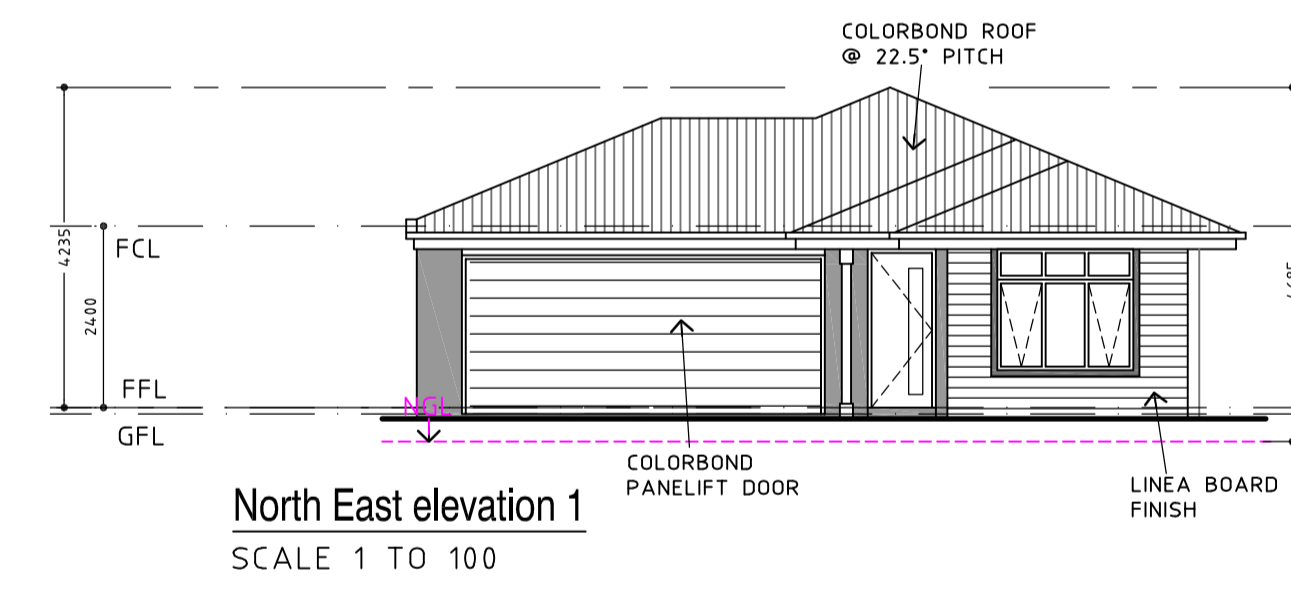 COLORBOND ROOF
@ 22.5° PITCH
4235
2400
FCL
FFL
NGL
GFL
COLORBOND
PANELIFT DOOR
LINEA BOARD
FINISH
North East elevation 1
SCALE 1 TO 100